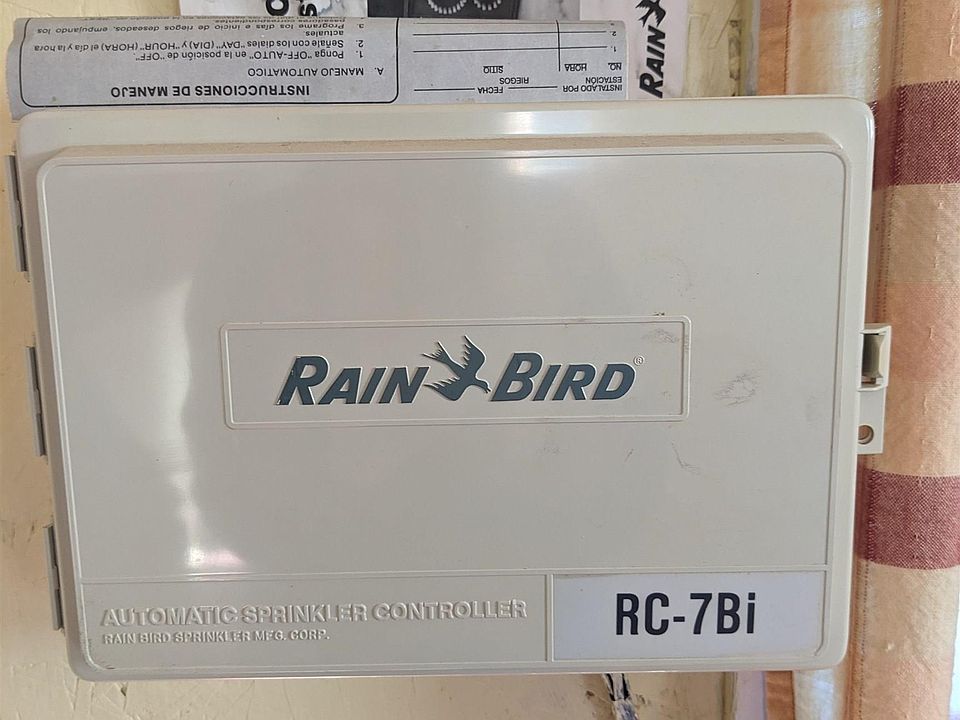 INSTRUCCIONES DE MANEJO
A. MANEJO AUTOMATICO
1. Ponga "OFF-AUTO" en la posición de "OFF".
2. Señale con los diales "DAY" (DIA) y "HOUR" (HORA) el día y la hora
actuales.
3. Programe los días e inicio de riegos deseados, empujando los
INSTALADO POR FECHA
ESTACION RIEGOS
NO. HORA SITIO
1.
2.
RAIN
RAIN BIRD®
AUTOMATIC SPRINKLER CONTROLLER
RAIN BIRD SPRINKLER MFG. CORP.
RC-7Bi